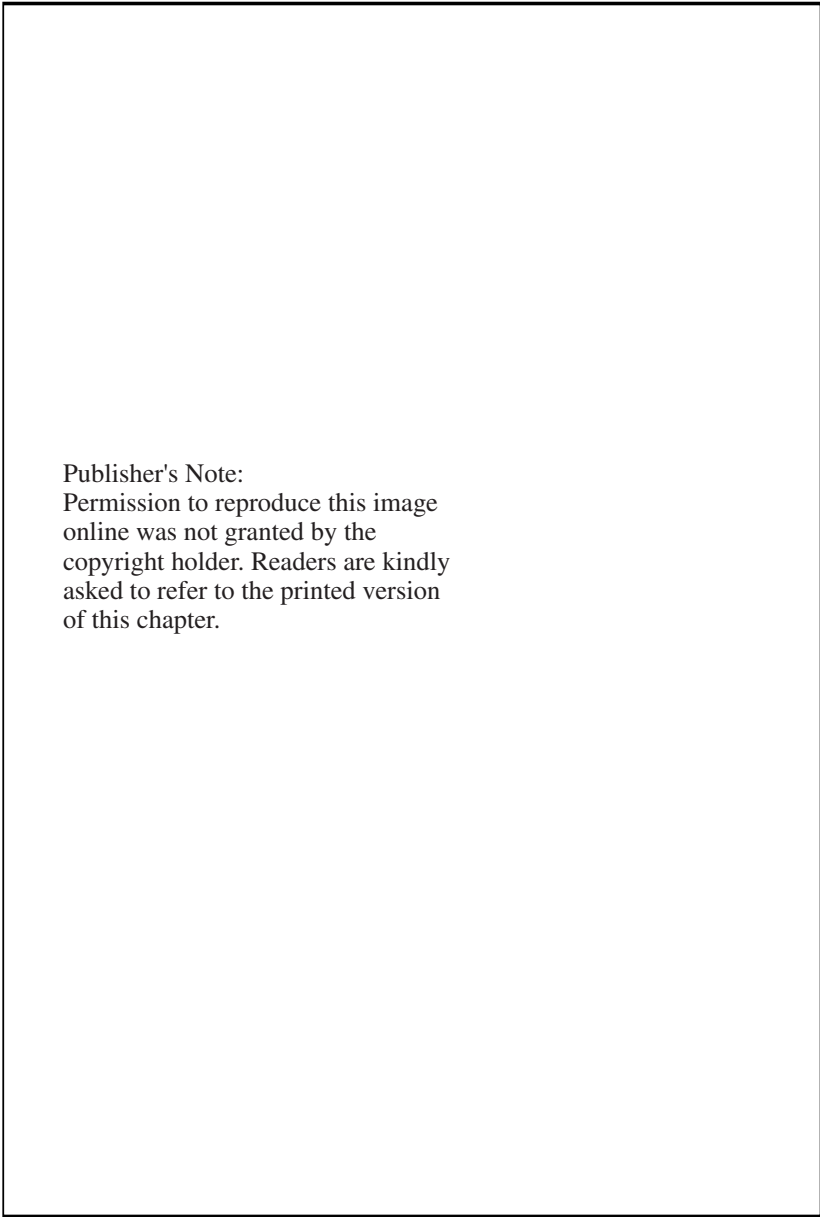 Publisher's Note:
Permission to reproduce this image
online was not granted by the
copyright holder. Readers are kindly
asked to refer to the printed version
of this chapter.